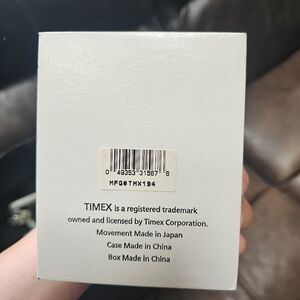 0 49353 31587 8
MFG#TMX194
TIMEX is a registered trademark
owned and licensed by Timex Corporation.
Movement Made in Japan
Case Made in China
Box Made in China